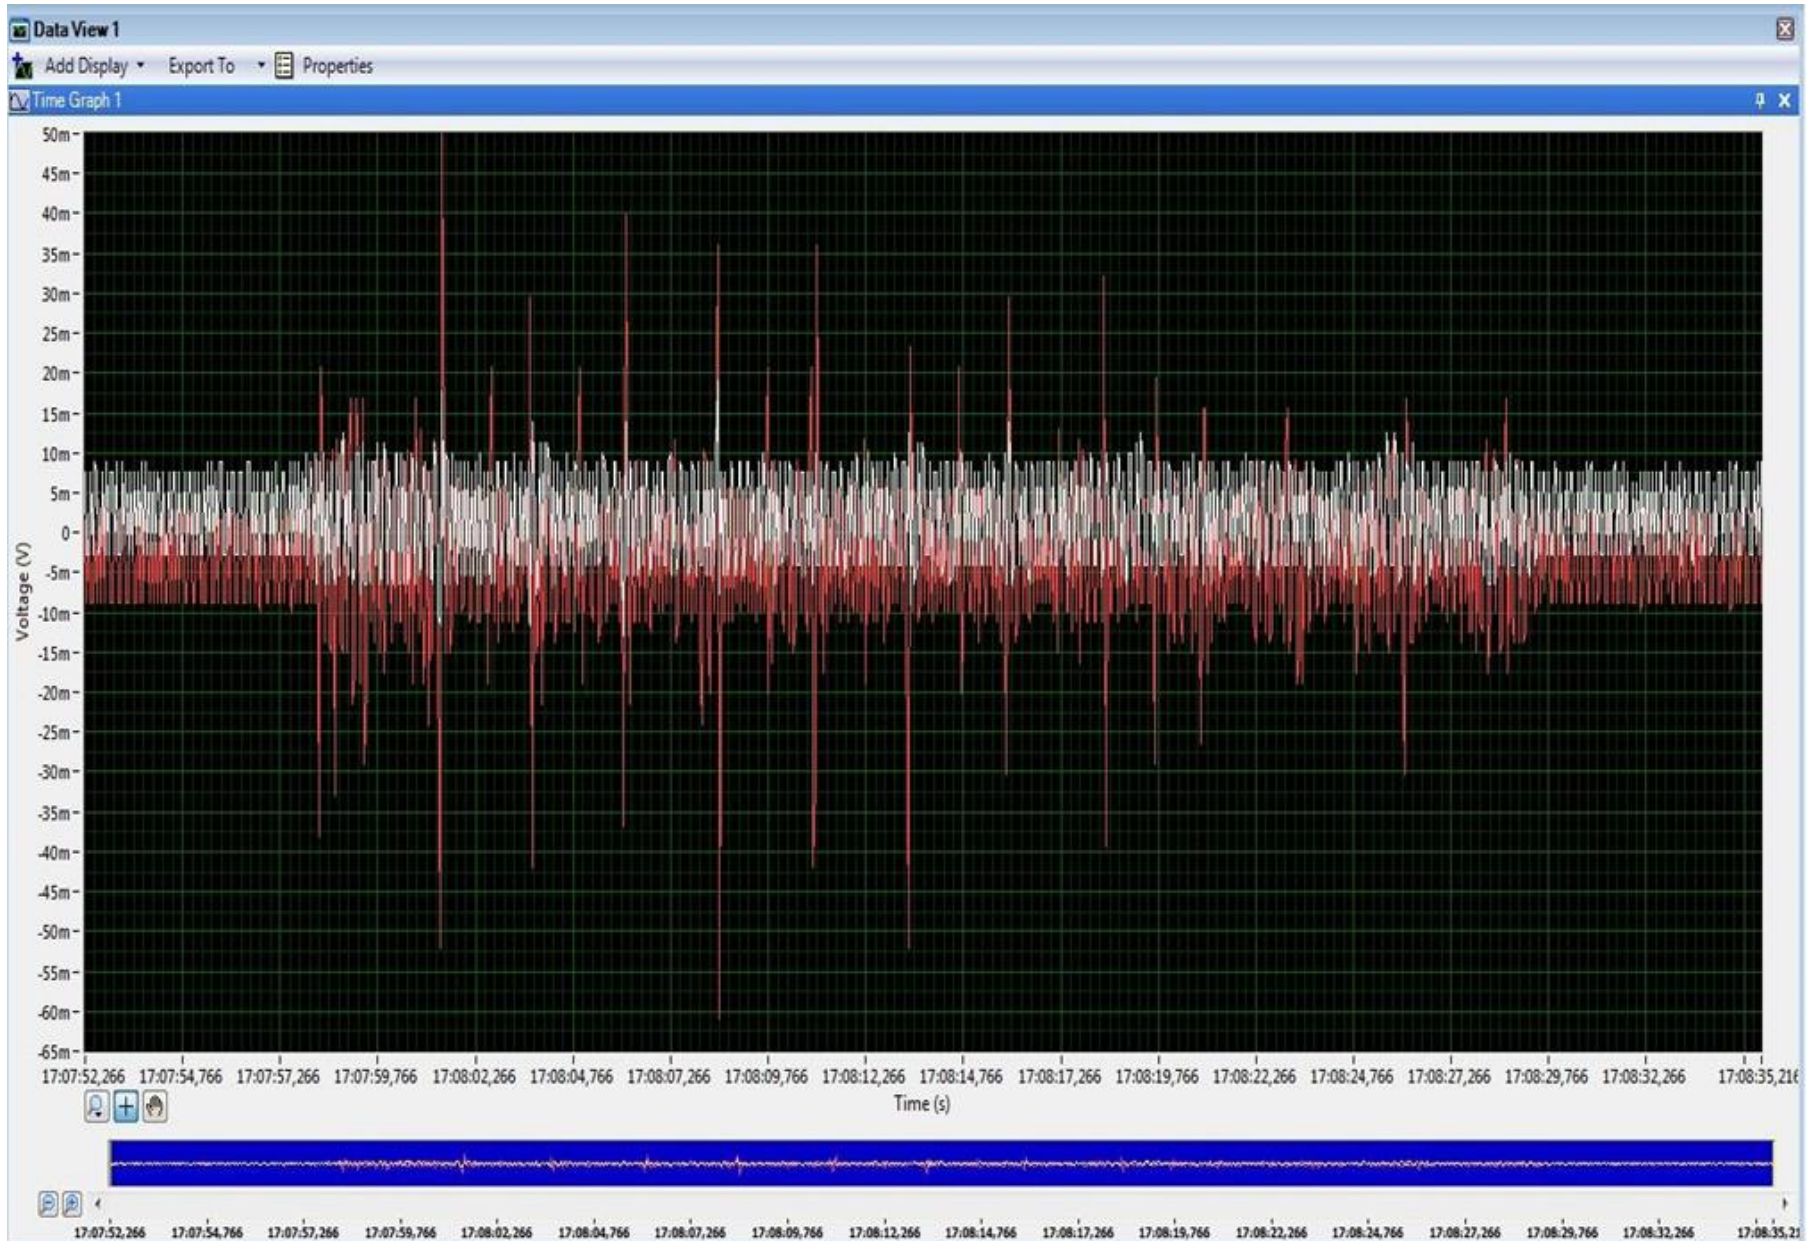 Data View 1
Add Display Export To Properties
Time Graph 1
50m
45m
40m
35m
30m
25m
20m
15m
10m
5m
0
-5m
-10m
-15m
-20m
-25m
-30m
-35m
-40m
-45m
-50m
-55m
-60m
-65m
Voltage (V)
17:07:52,266 17:07:54,766 17:07:57,266 17:07:59,766 17:08:02,266 17:08:04,766 17:08:07,266 17:08:09,766 17:08:12,266 17:08:14,766 17:08:17,266 17:08:19,766 17:08:22,266 17:08:24,766 17:08:27,266 17:08:29,766 17:08:32,266 17:08:35,216
Time (s)
17:07:52,266 17:07:54,766 17:07:57,266 17:07:59,766 17:08:02,266 17:08:04,766 17:08:07,266 17:08:09,766 17:08:12,266 17:08:14,766 17:08:17,266 17:08:19,766 17:08:22,266 17:08:24,766 17:08:27,266 17:08:29,766 17:08:32,266 17:08:35,21